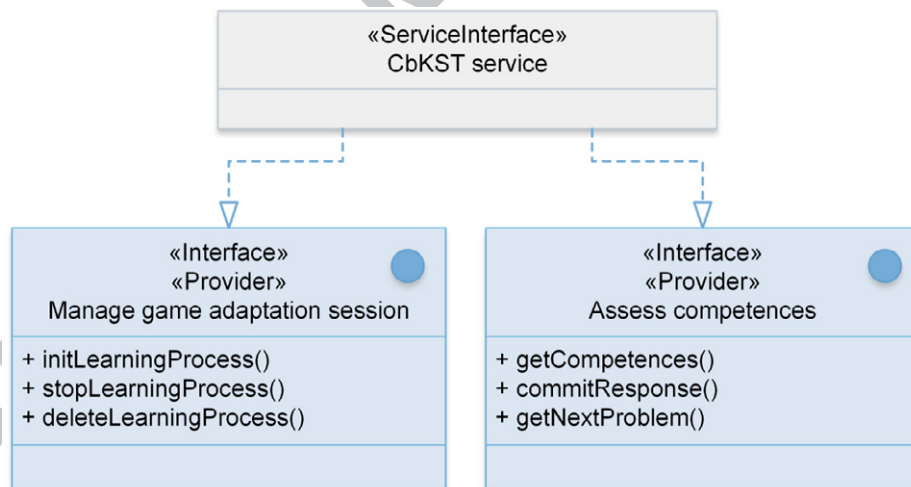 «ServiceInterface»
CbKST service
«Interface»
«Provider»
Manage game adaptation session
+ initLearningProcess()
+ stopLearningProcess()
+ deleteLearningProcess()
«Interface»
«Provider»
Assess competences
+ getCompetences()
+ commitResponse()
+ getNextProblem()